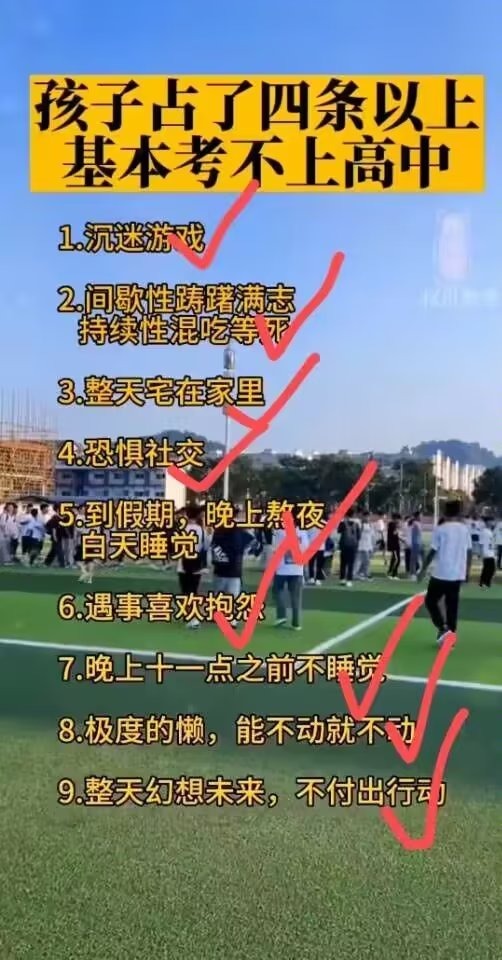 孩子占了四条以上
基本考不上高中
1.沉迷游戏
2.间歇性踌躇满志
持续性混吃等死
3.整天宅在家里
4.恐惧社交
5.到假期，晚上熬夜
白天睡觉
6.遇事喜欢抱怨
7.晚上十一点之前不睡觉
8.极度的懒，能不动就不动
9.整天幻想未来，不付出行动